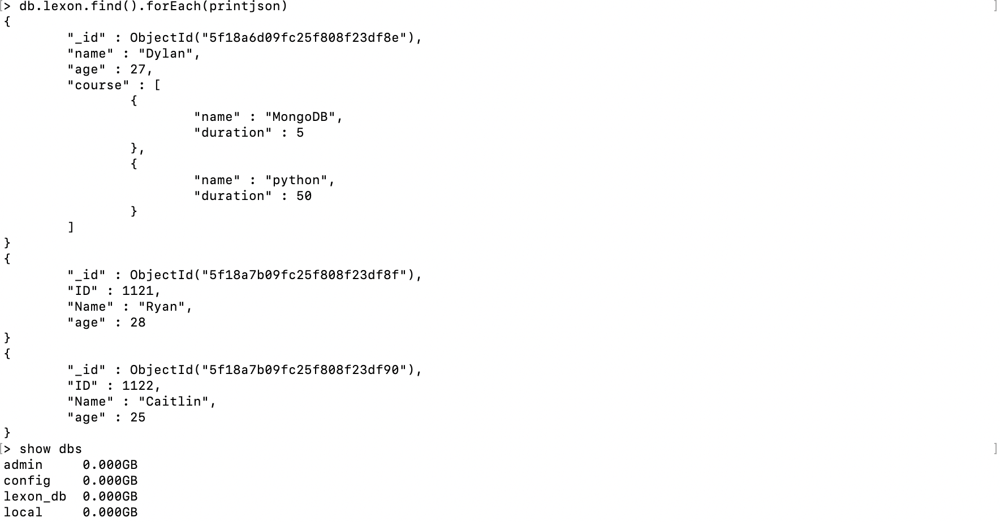 [> db.lexon.find().forEach(printjson) ]
{
        "_id" : ObjectId("5f18a6d09fc25f808f23df8e"),
        "name" : "Dylan",
        "age" : 27,
        "course" : [
                {
                        "name" : "MongoDB",
                        "duration" : 5
                },
                {
                        "name" : "python",
                        "duration" : 50
                }
        ]
}
{
        "_id" : ObjectId("5f18a7b09fc25f808f23df8f"),
        "ID" : 1121,
        "Name" : "Ryan",
        "age" : 28
}
{
        "_id" : ObjectId("5f18a7b09fc25f808f23df90"),
        "ID" : 1122,
        "Name" : "Caitlin",
        "age" : 25
}
[> show dbs ]
admin     0.000GB
config    0.000GB
lexon_db  0.000GB
local     0.000GB